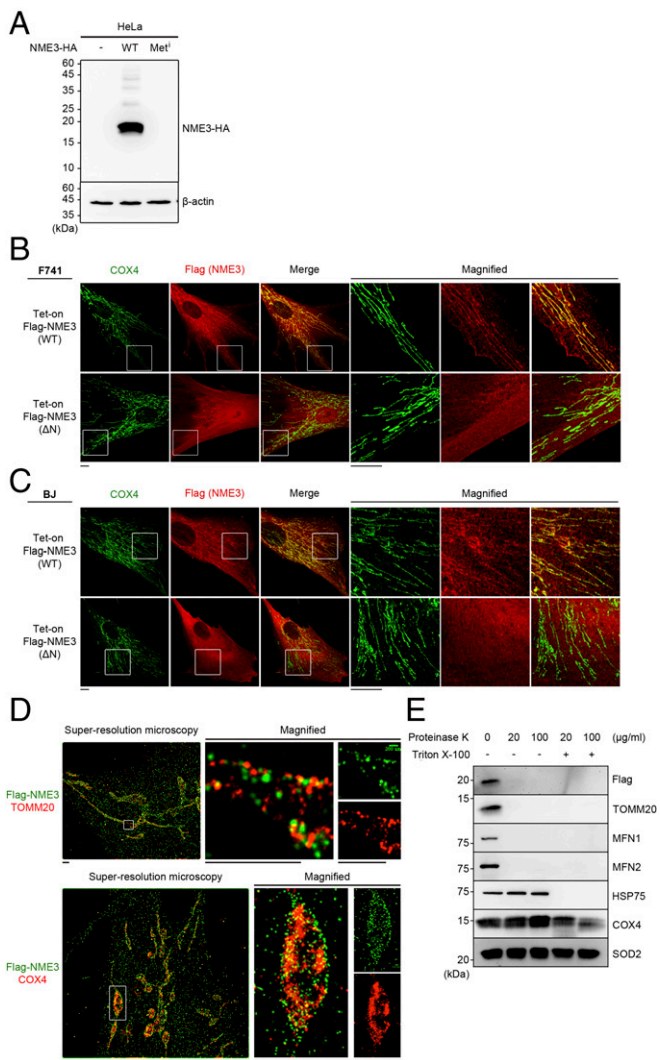 A
HeLa
NME3-HA - WT Metⁱ
60
45
35
25
20
15
10
NME3-HA
60
45
35
β-actin
(kDa)
B
F741 COX4 Flag (NME3) Merge Magnified
Tet-on
Flag-NME3
(WT)
Tet-on
Flag-NME3
(ΔN)
C
BJ COX4 Flag (NME3) Merge Magnified
Tet-on
Flag-NME3
(WT)
Tet-on
Flag-NME3
(ΔN)
D
Super-resolution microscopy Magnified
Flag-NME3
TOMM20
Super-resolution microscopy Magnified
Flag-NME3
COX4
E
Proteinase K 0 20 100 20 100 (μg/ml)
Triton X-100 - - - + +
20 Flag
15 TOMM20
75 MFN1
75 MFN2
75 HSP75
15 COX4
20 SOD2
(kDa)